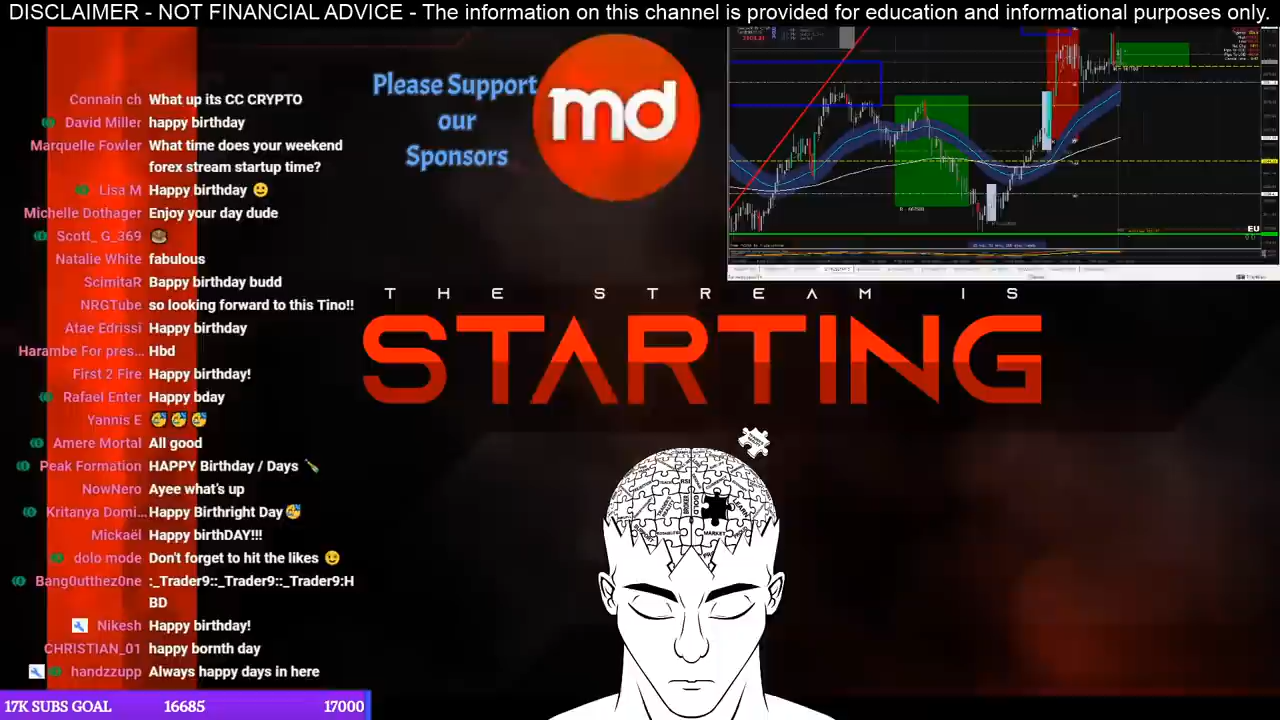 DISCLAIMER - NOT FINANCIAL ADVICE - The information on this channel is provided for education and informational purposes only.
Connain ch What up its CC CRYPTO
David Miller happy birthday
Marquelle Fowler What time does your weekend
forex stream startup time?
Lisa M Happy birthday 😀
Michelle Dothager Enjoy your day dude
Scott_ G_369 🎂
Natalie White fabulous
ScimitaR Bappy birthday budd
NRGTube so looking forward to this Tino!!
Atae Edrissi Happy birthday
Harambe For pres... Hbd
First 2 Fire Happy birthday!
Rafael Enter Happy bday
Yannis E 🥳 🥳 🥳
Amere Mortal All good
Peak Formation HAPPY Birthday / Days 🍾
NowNero Ayee what's up
Kritanya Domi... Happy Birthright Day 🥳
Mickaël Happy birthDAY!!!
dolo mode Don't forget to hit the likes 😉
Bang0utthez0ne :_Trader9::_Trader9::_Trader9:H
BD
Nikesh Happy birthday!
CHRISTIAN_01 happy bornth day
handzzupp Always happy days in here
17K SUBS GOAL 16685 17000
Please Support
our
Sponsors
md
EU
THE STREAM IS
STARTING
RSI
GOLD
LEARN
MARKET